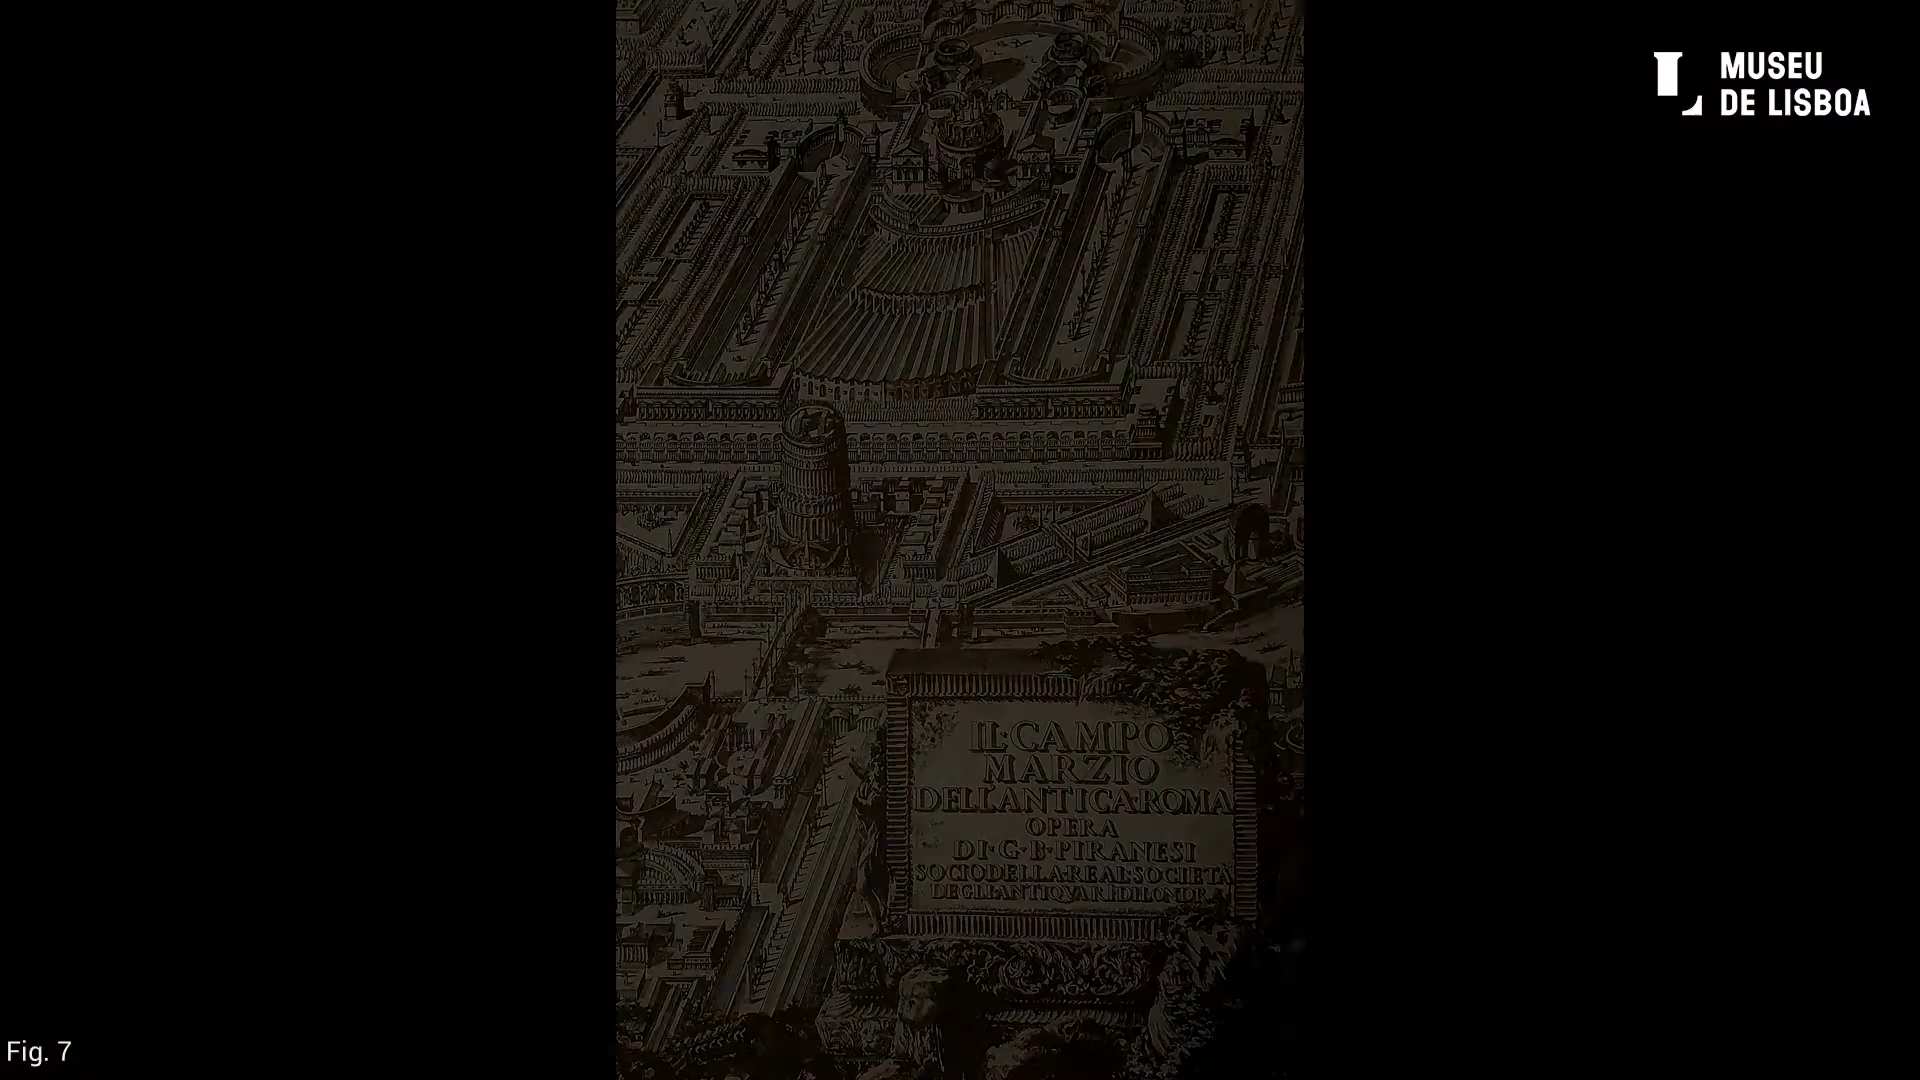 MUSEU
DE LISBOA
IL·CAMPO
MARZIO
DELL'ANTICA·ROMA
OPERA
DI·G·B·PIRANESI
SOCIO DELLA·REAL·SOCIETA
DEGLI·ANTIQVARI DI LONDRA
Fig. 7